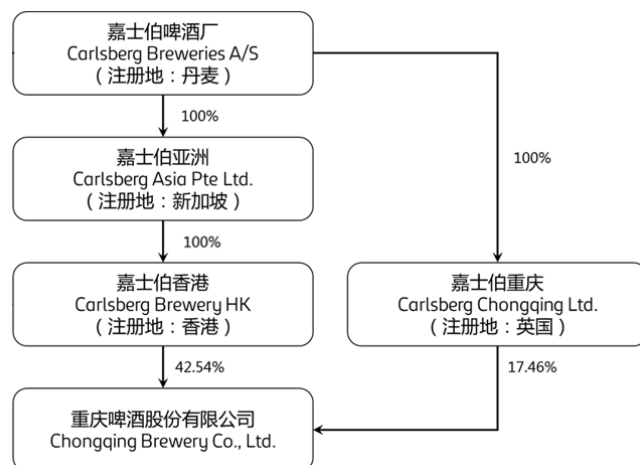 嘉士伯啤酒厂
Carlsberg Breweries A/S
（注册地：丹麦）
100%
嘉士伯亚洲
Carlsberg Asia Pte Ltd.
（注册地：新加坡）
100%
100%
嘉士伯香港
Carlsberg Brewery HK
（注册地：香港）
嘉士伯重庆
Carlsberg Chongqing Ltd.
（注册地：英国）
42.54%
17.46%
重庆啤酒股份有限公司
Chongqing Brewery Co., Ltd.